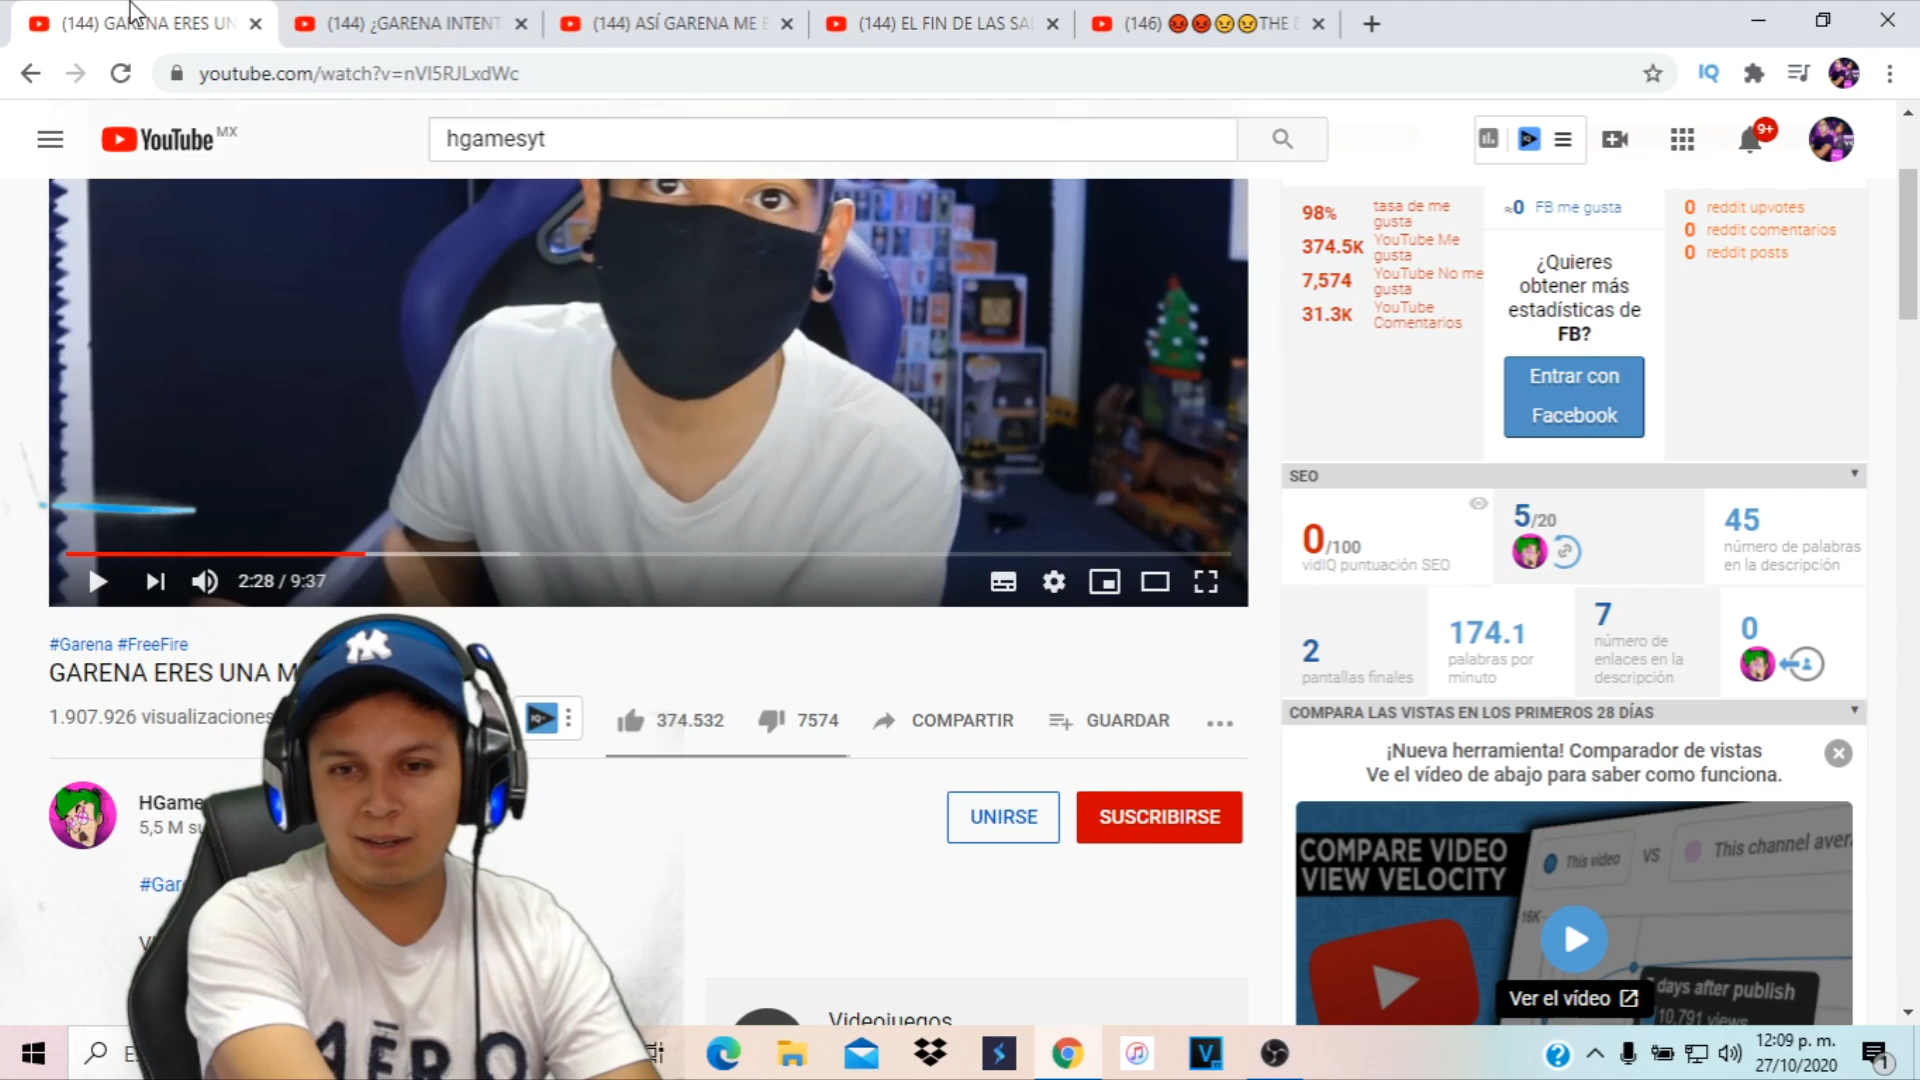 (144) GARENA ERES UN
(144) ¿GARENA INTENT
(144) ASÍ GARENA ME
(144) EL FIN DE LAS SA
(146) 😡😡😠😠THE
youtube.com/watch?v=nVI5RJLxdWc
IQ
YouTube MX
hgamesyt
9+
98% tasa de me gusta
374.5K YouTube Me gusta
7,574 YouTube No me gusta
31.3K YouTube Comentarios
≈0 FB me gusta
¿Quieres
obtener más
estadísticas de
FB?
Entrar con
Facebook
0 reddit upvotes
0 reddit comentarios
0 reddit posts
SEO
0/100
vidIQ puntuación SEO
5/20
45
número de palabras
en la descripción
2
pantallas finales
174.1
palabras por
minuto
7
número de
enlaces en la
descripción
0
COMPARA LAS VISTAS EN LOS PRIMEROS 28 DÍAS
¡Nueva herramienta! Comparador de vistas
Ve el vídeo de abajo para saber como funciona.
COMPARE VIDEO
VIEW VELOCITY
This video VS This channel aver
16K
days after publish
10,791 views
Ver el vídeo
2:28 / 9:37
#Garena #FreeFire
GARENA ERES UNA M
1.907.926 visualizaciones
374.532
7574
COMPARTIR
GUARDAR
HGame
5,5 M su
UNIRSE
SUSCRIBIRSE
#Gar
V
Videojuegos
NY
AÉRO
12:09 p. m.
27/10/2020
1